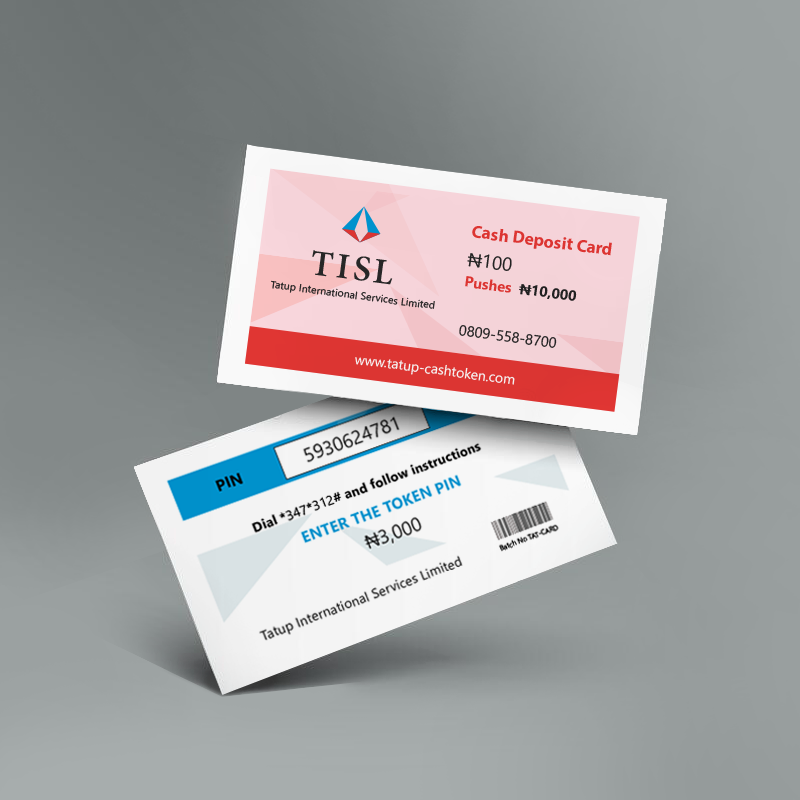 TISL
Tatup International Services Limited
Cash Deposit Card
₦100
Pushes ₦10,000
0809-558-8700
www.tatup-cashtoken.com
PIN
5930624781
Dial *347*312# and follow instructions
ENTER THE TOKEN PIN
₦3,000
Batch No TAT-CARD
Tatup International Services Limited